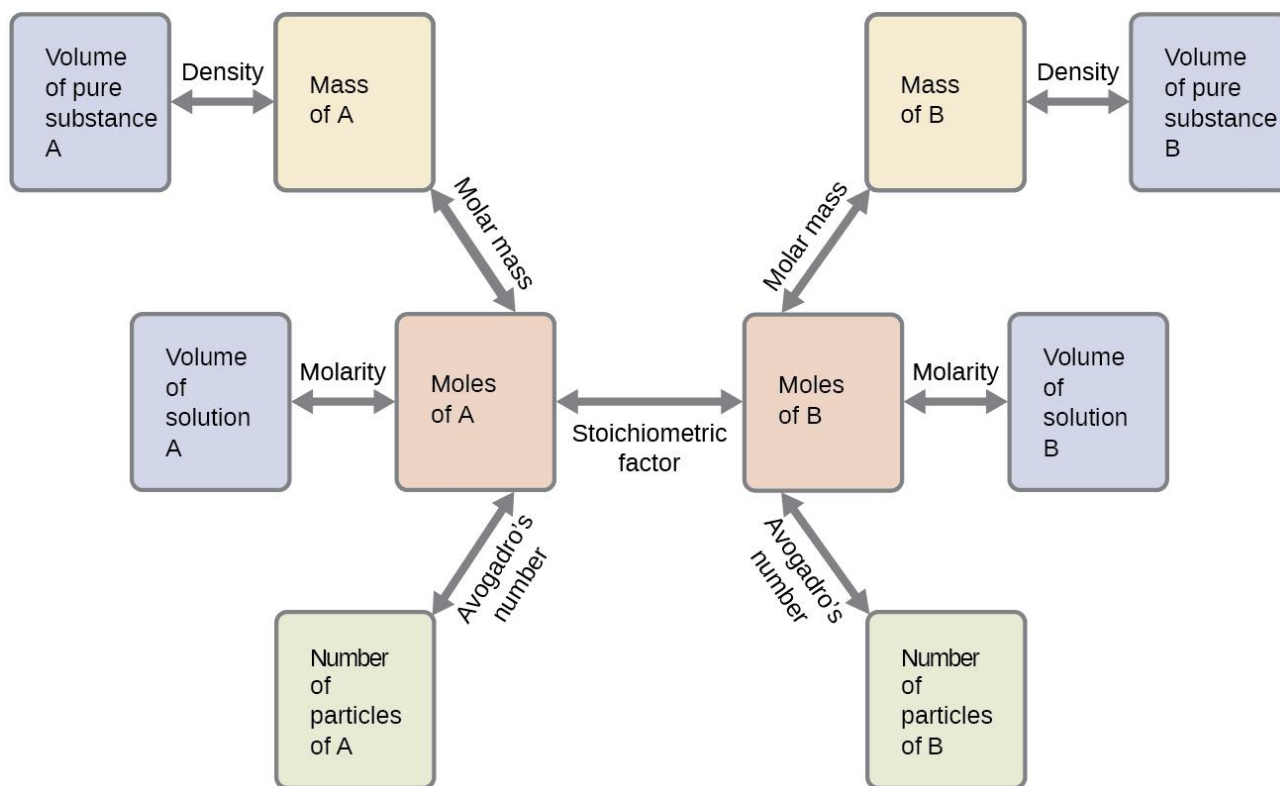 Volume
of pure
substance
A
Density
Mass
of A
Mass
of B
Density
Volume
of pure
substance
B
Molar mass
Molar mass
Volume
of
solution
A
Molarity
Moles
of A
Stoichiometric
factor
Moles
of B
Molarity
Volume
of
solution
B
Avogadro’s
number
Avogadro’s
number
Number
of
particles
of A
Number
of
particles
of B